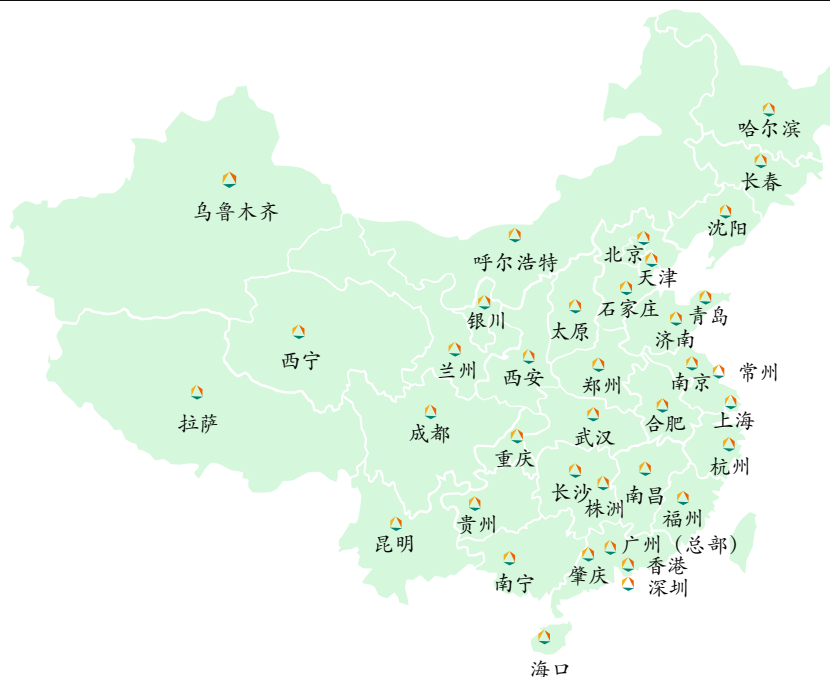 哈尔滨
长春
乌鲁木齐
沈阳
呼尔浩特
北京
天津
石家庄
青岛
银川
太原
济南
西宁
兰州
西安
郑州
南京
常州
拉萨
成都
武汉
合肥
上海
重庆
杭州
长沙
株洲
南昌
福州
贵州
昆明
广州（总部）
香港
南宁
肇庆
深圳
海口